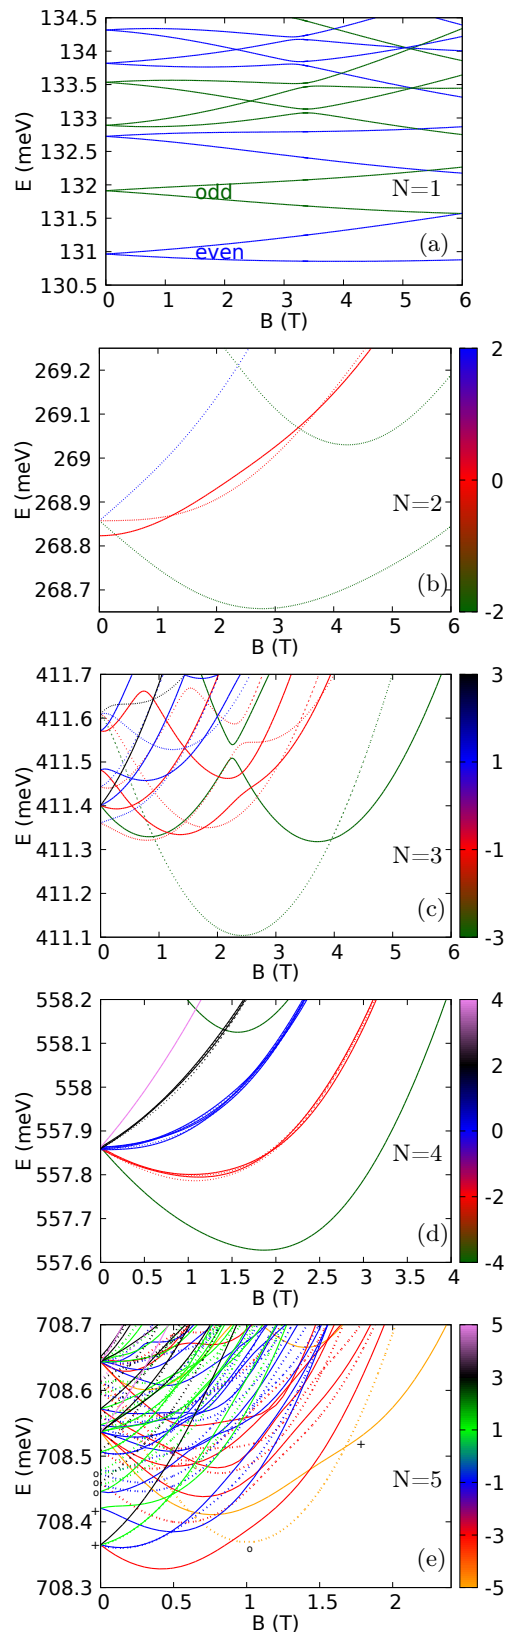 134.5
134
133.5
133
132.5
132
131.5
131
130.5
E (meV)
odd
even
N=1
(a)
0 1 2 3 4 5 6
B (T)
269.2
269.1
269
268.9
268.8
268.7
E (meV)
N=2
(b)
2
0
-2
0 1 2 3 4 5 6
B (T)
411.7
411.6
411.5
411.4
411.3
411.2
411.1
E (meV)
N=3
(c)
3
1
-1
-3
0 1 2 3 4 5 6
B (T)
558.2
558.1
558
557.9
557.8
557.7
557.6
E (meV)
N=4
(d)
4
2
0
-2
-4
0 0.5 1 1.5 2 2.5 3 3.5 4
B (T)
708.7
708.6
708.5
708.4
708.3
E (meV)
N=5
(e)
5
3
1
-1
-3
-5
0 0.5 1 1.5 2
B (T)